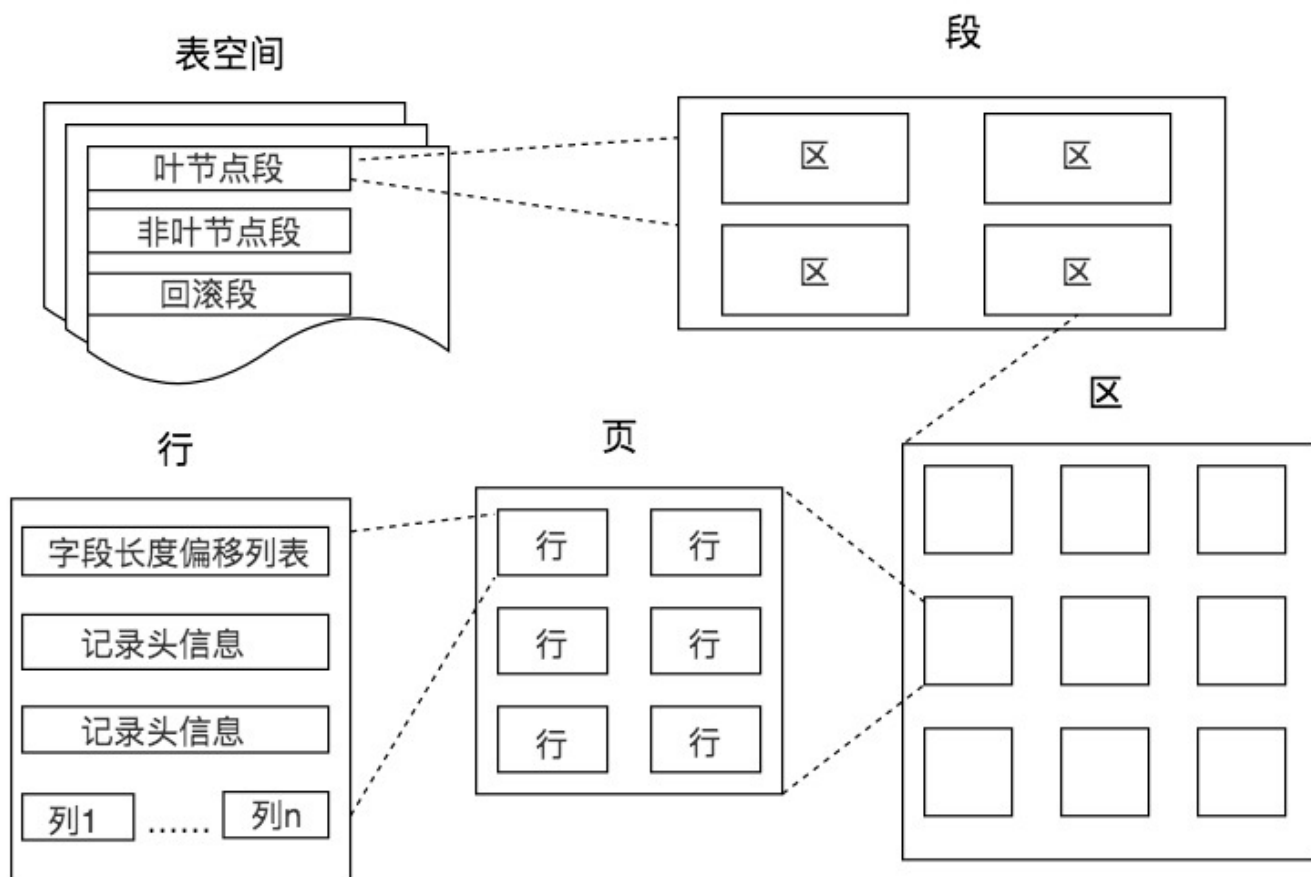 表空间
叶节点段
非叶节点段
回滚段
段
区
区
区
区
区
页
行
行
行
行
行
行
行
字段长度偏移列表
记录头信息
记录头信息
列1
......
列n